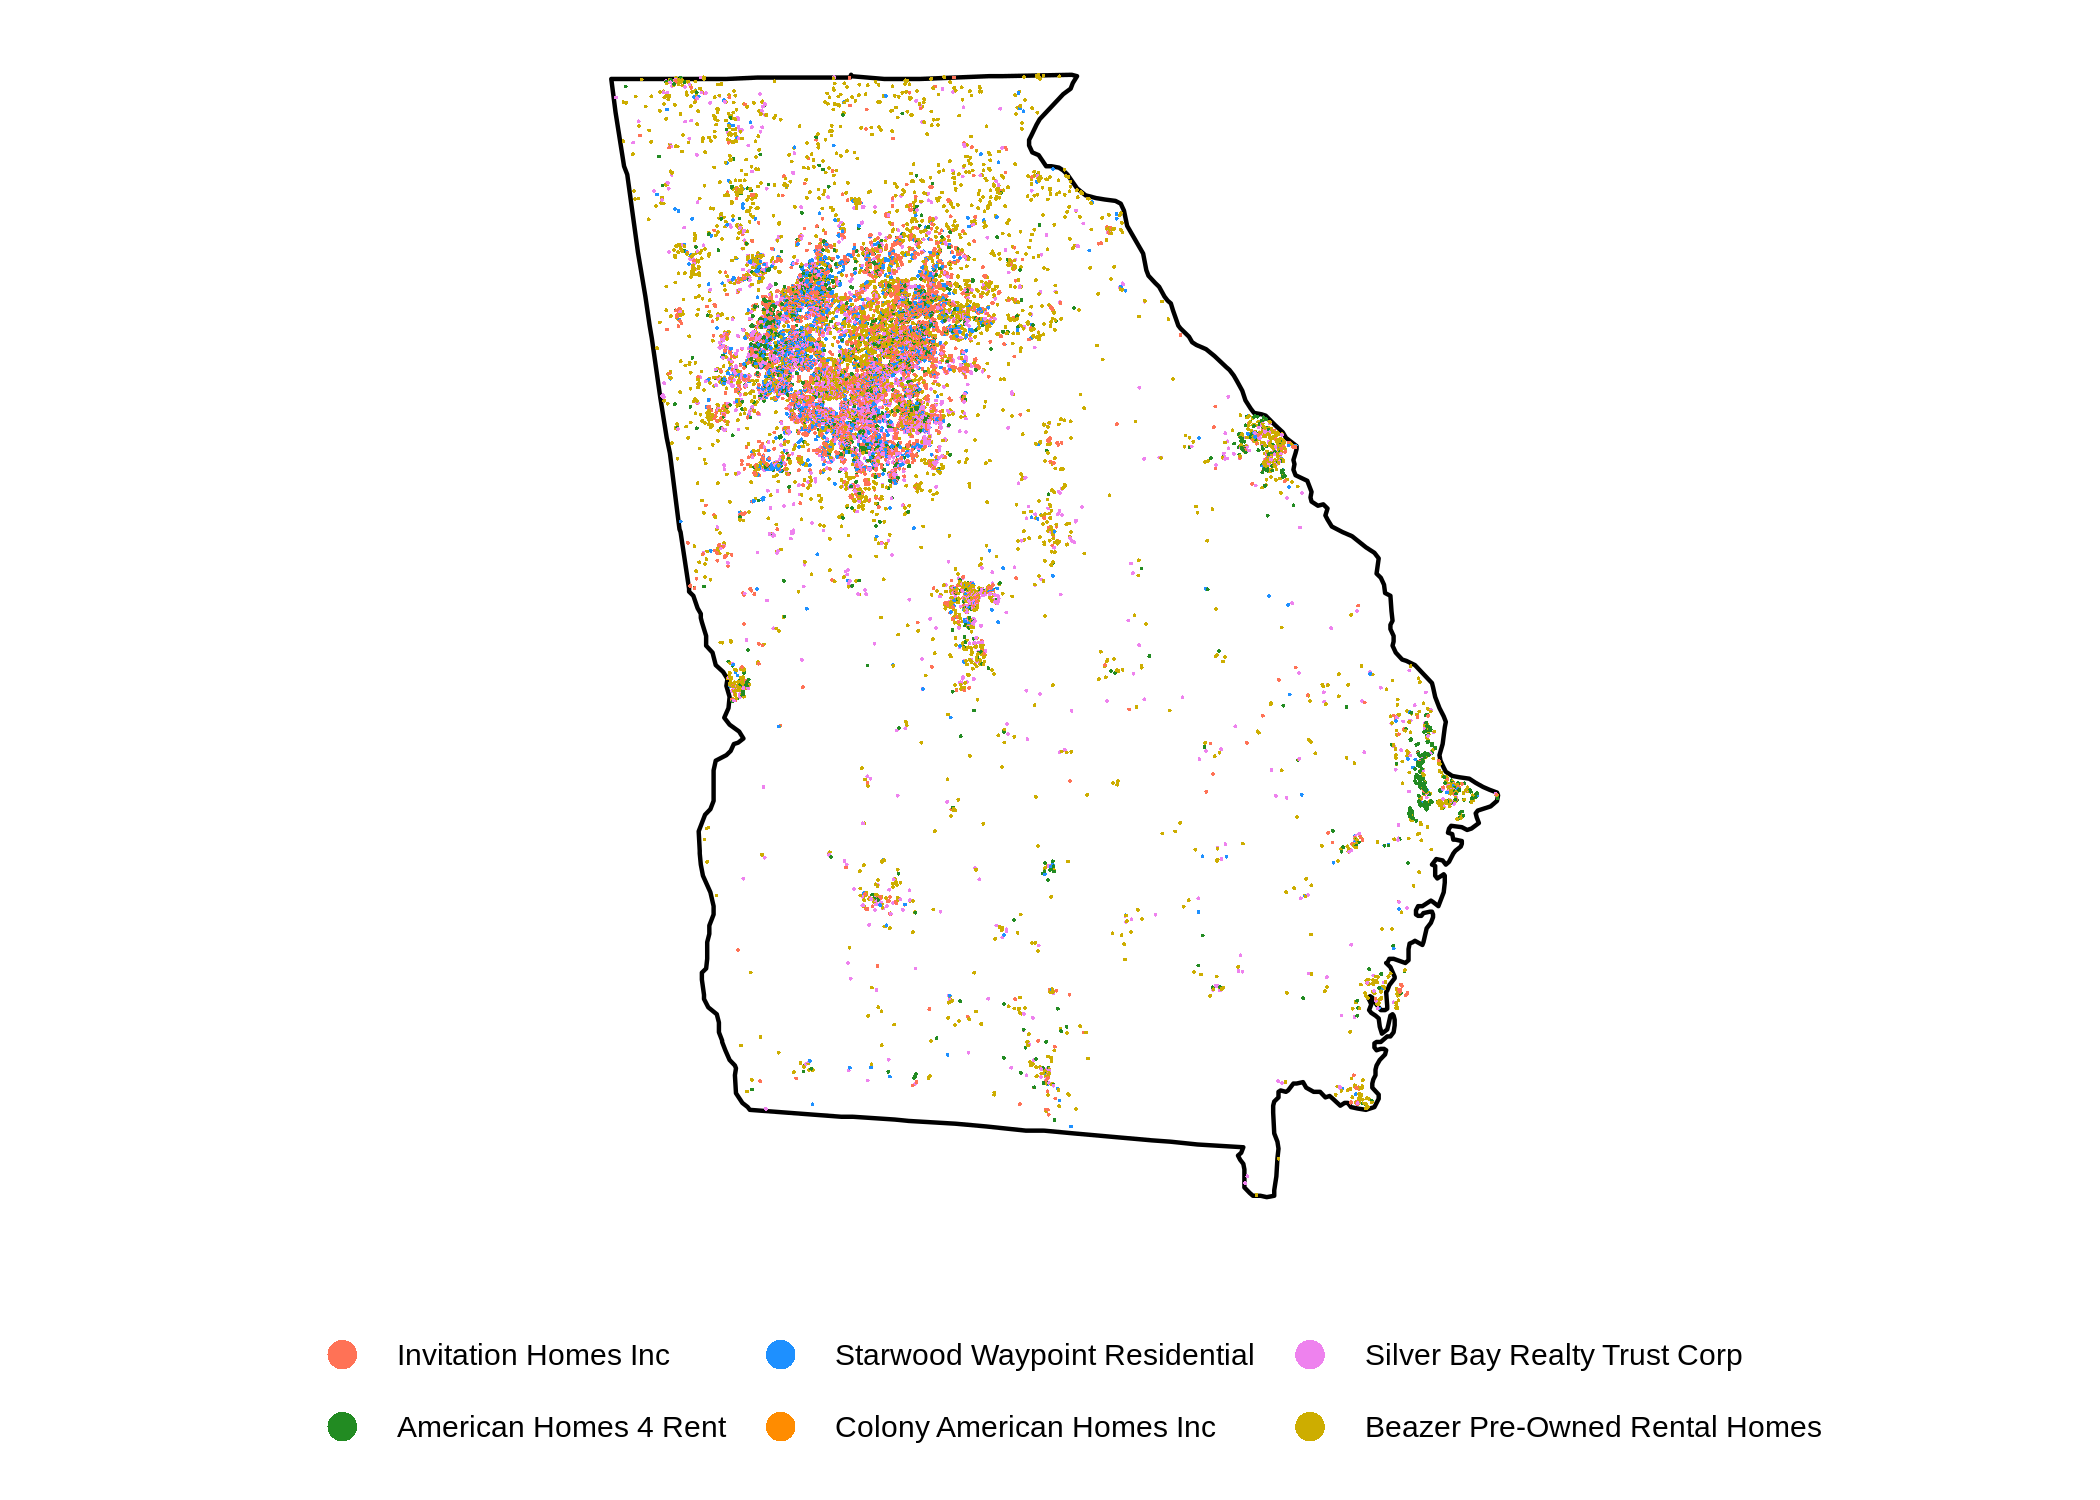 Invitation Homes Inc
Starwood Waypoint Residential
Silver Bay Realty Trust Corp
American Homes 4 Rent
Colony American Homes Inc
Beazer Pre-Owned Rental Homes